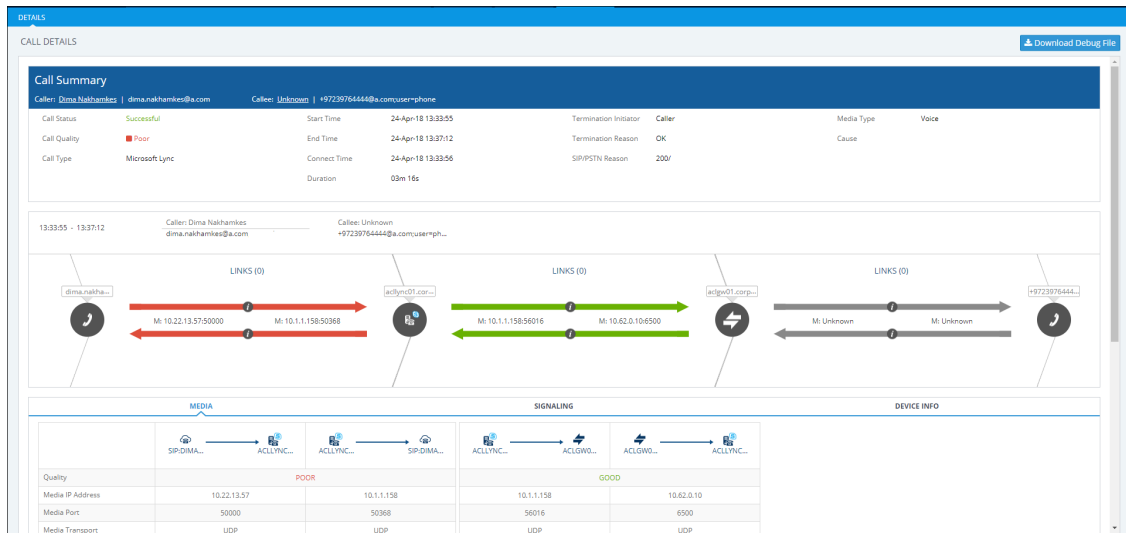 DETAILS
CALL DETAILS
Download Debug File
Call Summary
Caller: Dima Nakhamkes | dima.nakhamkes@a.com Callee: Unknown | +97239764444@a.com;user=phone
Call Status Successful Start Time 24-Apr-18 13:33:55 Termination Initiator Caller Media Type Voice
Call Quality Poor End Time 24-Apr-18 13:37:12 Termination Reason OK Cause
Call Type Microsoft Lync Connect Time 24-Apr-18 13:33:56 SIP/PSTN Reason 200/
Duration 03m 16s
13:33:55 - 13:37:12 Caller: Dima Nakhamkes Callee: Unknown
dima.nakhamkes@a.com +97239764444@a.com;user=ph...
LINKS (0) LINKS (0) LINKS (0)
dima.nakha... acllync01.cor... aclgw01.corp... +9723976444...
M: 10.22.13.57:50000 M: 10.1.1.158:50368 M: 10.1.1.158:56016 M: 10.62.0.10:6500 M: Unknown M: Unknown
MEDIA SIGNALING DEVICE INFO
SIP:DIMA... ACLLYNC... ACLLYNC... SIP:DIMA... ACLLYNC... ACLGW0... ACLGW0... ACLLYNC...
Quality POOR GOOD
Media IP Address 10.22.13.57 10.1.1.158 10.1.1.158 10.62.0.10
Media Port 50000 50368 56016 6500
Media Transport UDP UDP UDP UDP